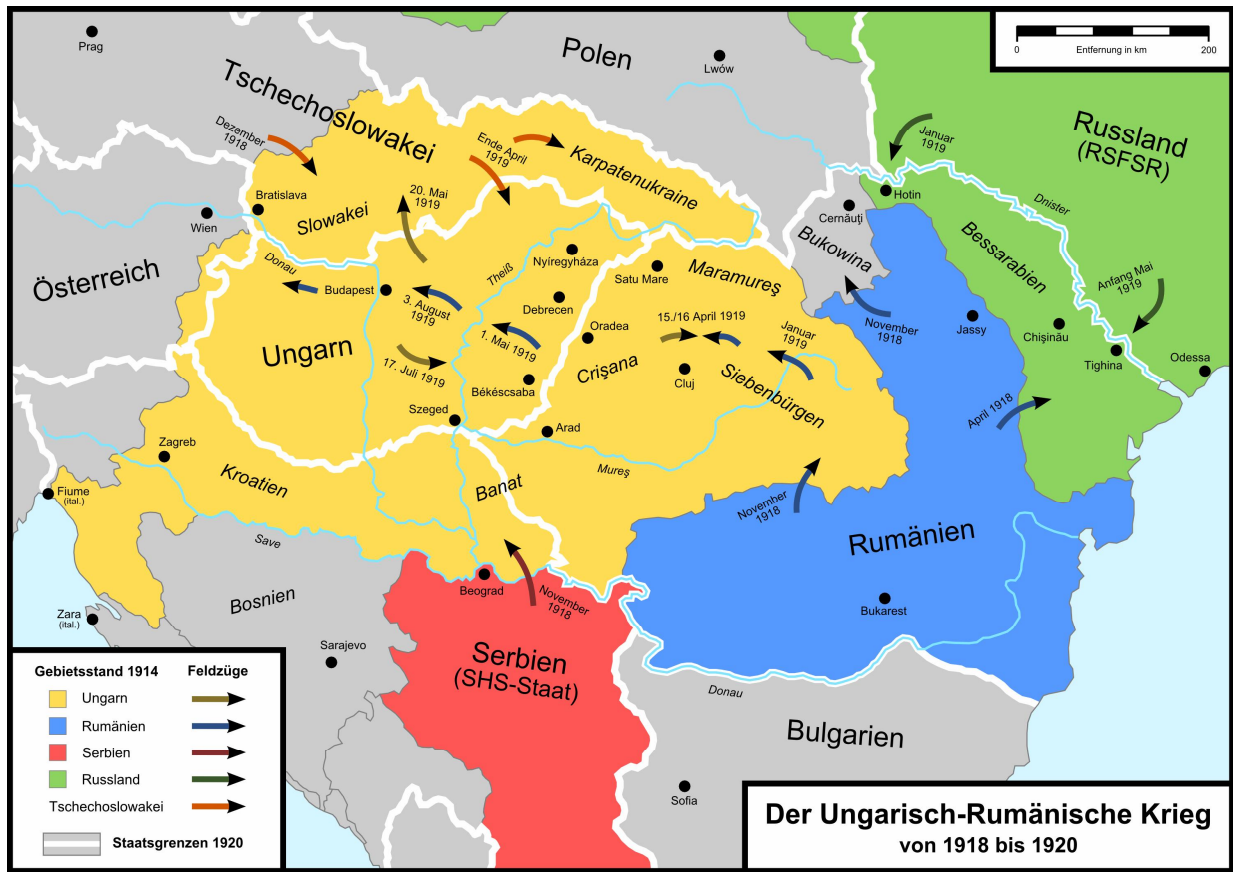 Prag
Polen
Lwów
0
Entfernung in km
200
Tschechoslowakei
Dezember
1918
Ende April
1919
Karpatenukraine
Januar
1919
Russland
(RSFSR)
Hotin
Dnister
Bratislava
Wien
Slowakei
20. Mai
1919
Cernăuţi
Bukowina
Bessarabien
Österreich
Donau
Budapest
Theiß
Nyíregyháza
Satu Mare
Maramureş
Anfang Mai
1919
3. August
1919
Debrecen
Oradea
15./16 April 1919
Januar
1919
November
1918
Jassy
Chişinău
Tighina
Odessa
Ungarn
1. Mai 1919
17. Juli 1919
Békéscsaba
Crişana
Cluj
Siebenbürgen
April 1918
Szeged
Arad
Mureş
Zagreb
Kroatien
Banat
Fiume
(ital.)
November
1918
Rumänien
Save
Beograd
November
1918
Bosnien
Bukarest
Zara
(ital.)
Sarajevo
Serbien
(SHS-Staat)
Donau
Bulgarien
Sofia
Gebietsstand 1914
Feldzüge
Ungarn
Rumänien
Serbien
Russland
Tschechoslowakei
Staatsgrenzen 1920
Der Ungarisch-Rumänische Krieg
von 1918 bis 1920